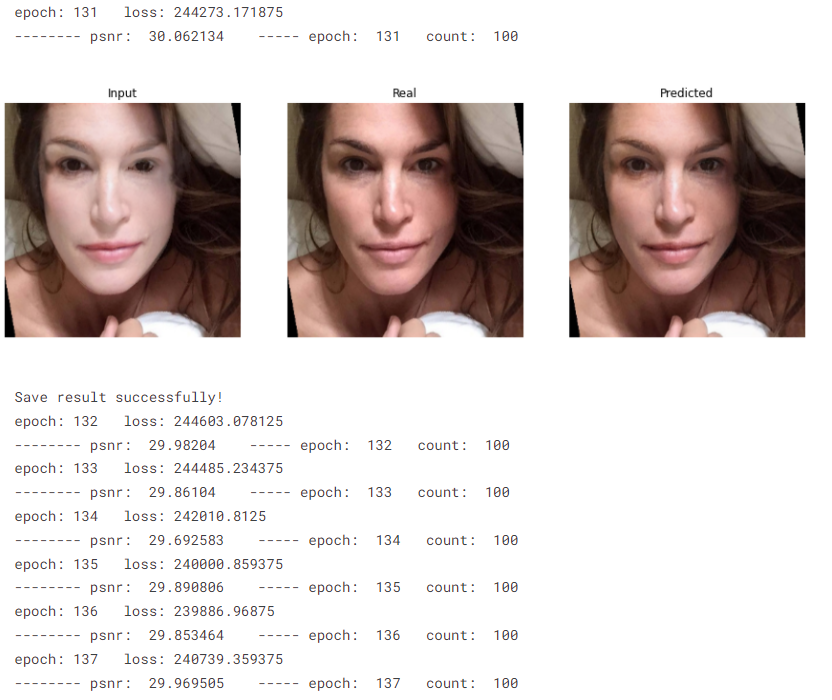 epoch: 131 loss: 244273.171875
-------- psnr: 30.062134 ----- epoch: 131 count: 100
Input Real Predicted
Save result successfully!
epoch: 132 loss: 244603.078125
-------- psnr: 29.98204 ----- epoch: 132 count: 100
epoch: 133 loss: 244485.234375
-------- psnr: 29.86104 ----- epoch: 133 count: 100
epoch: 134 loss: 242010.8125
-------- psnr: 29.692583 ----- epoch: 134 count: 100
epoch: 135 loss: 240000.859375
-------- psnr: 29.890806 ----- epoch: 135 count: 100
epoch: 136 loss: 239886.96875
-------- psnr: 29.853464 ----- epoch: 136 count: 100
epoch: 137 loss: 240739.359375
-------- psnr: 29.969505 ----- epoch: 137 count: 100